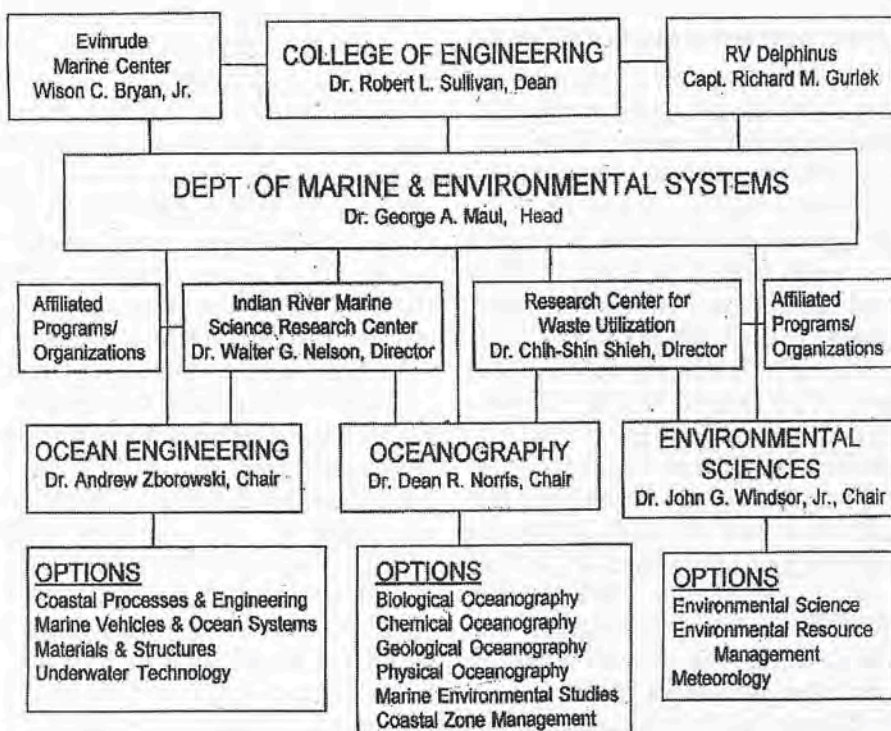 Evinrude
Marine Center
Wison C. Bryan, Jr.
COLLEGE OF ENGINEERING
Dr. Robert L. Sullivan, Dean
RV Delphinus
Capt. Richard M. Gurlek
DEPT OF MARINE & ENVIRONMENTAL SYSTEMS
Dr. George A. Maul, Head
Affiliated
Programs/
Organizations
Indian River Marine
Science Research Center
Dr. Walter G. Nelson, Director
Research Center for
Waste Utilization
Dr. Chih-Shin Shieh, Director
Affiliated
Programs/
Organizations
OCEAN ENGINEERING
Dr. Andrew Zborowski, Chair
OCEANOGRAPHY
Dr. Dean R. Norris, Chair
ENVIRONMENTAL
SCIENCES
Dr. John G. Windsor, Jr., Chair
OPTIONS
Coastal Processes & Engineering
Marine Vehicles & Ocean Systems
Materials & Structures
Underwater Technology
OPTIONS
Biological Oceanography
Chemical Oceanography
Geological Oceanography
Physical Oceanography
Marine Environmental Studies
Coastal Zone Management
OPTIONS
Environmental Science
Environmental Resource
Management
Meteorology